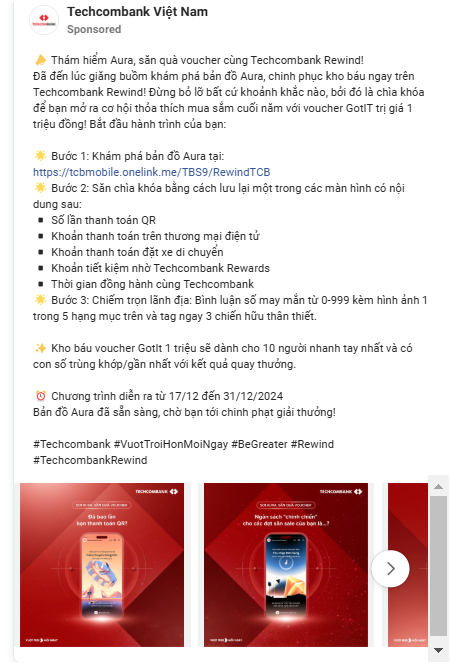 Techcombank Việt Nam
Sponsored
📣 Thám hiểm Aura, săn quà voucher cùng Techcombank Rewind!
Đã đến lúc giăng buồm khám phá bản đồ Aura, chinh phục kho báu ngay trên
Techcombank Rewind! Đừng bỏ lỡ bất cứ khoảnh khắc nào, bởi đó là chìa khóa
để bạn mở ra cơ hội thỏa thích mua sắm cuối năm với voucher GotIT trị giá 1
triệu đồng! Bắt đầu hành trình của bạn:
🌟 Bước 1: Khám phá bản đồ Aura tại:
https://tcbmobile.onelink.me/TBS9/RewindTCB
🌟 Bước 2: Săn chìa khóa bằng cách lưu lại một trong các màn hình có nội
dung sau:
▪ Số lần thanh toán QR
▪ Khoản thanh toán trên thương mại điện tử
▪ Khoản thanh toán đặt xe di chuyển
▪ Khoản tiết kiệm nhờ Techcombank Rewards
▪ Thời gian đồng hành cùng Techcombank
🌟 Bước 3: Chiếm trọn lãnh địa: Bình luận số may mắn từ 0-999 kèm hình ảnh 1
trong 5 hạng mục trên và tag ngay 3 chiến hữu thân thiết.
✨ Kho báu voucher GotIt 1 triệu sẽ dành cho 10 người nhanh tay nhất và có
con số trùng khớp/gần nhất với kết quả quay thưởng.
⏰ Chương trình diễn ra từ 17/12 đến 31/12/2024
Bản đồ Aura đã sẵn sàng, chờ bạn tới chinh phạt giải thưởng!
#Techcombank #VuotTroiHonMoiNgay #BeGreater #Rewind
#TechcombankRewind
TECHCOMBANK
Đã bao lần
bạn thanh toán QR?
VƯỢT TRỘI HƠN MỖI NGÀY
TECHCOMBANK
Ngân sách "chinh chiến"
cho các đợt săn sale của bạn là...?
VƯỢT TRỘI HƠN MỖI NGÀY